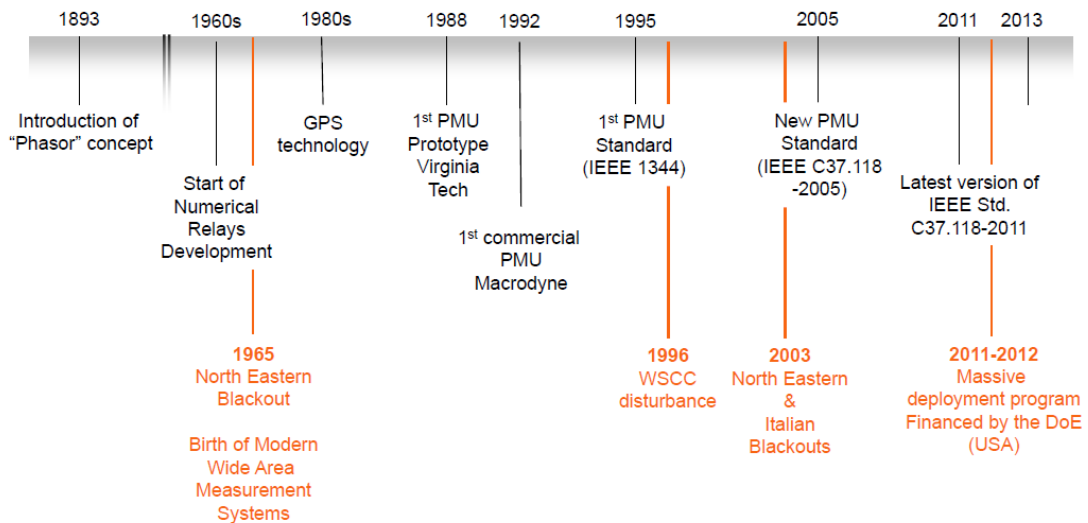 1893
1960s
1980s
1988
1992
1995
2005
2011
2013
Introduction of
“Phasor” concept
Start of
Numerical
Relays
Development
GPS
technology
1st PMU
Prototype
Virginia
Tech
1st commercial
PMU
Macrodyne
1st PMU
Standard
(IEEE 1344)
New PMU
Standard
(IEEE C37.118
-2005)
Latest version of
IEEE Std.
C37.118-2011
1965
North Eastern
Blackout
Birth of Modern
Wide Area
Measurement
Systems
1996
WSCC
disturbance
2003
North Eastern
&
Italian
Blackouts
2011-2012
Massive
deployment program
Financed by the DoE
(USA)